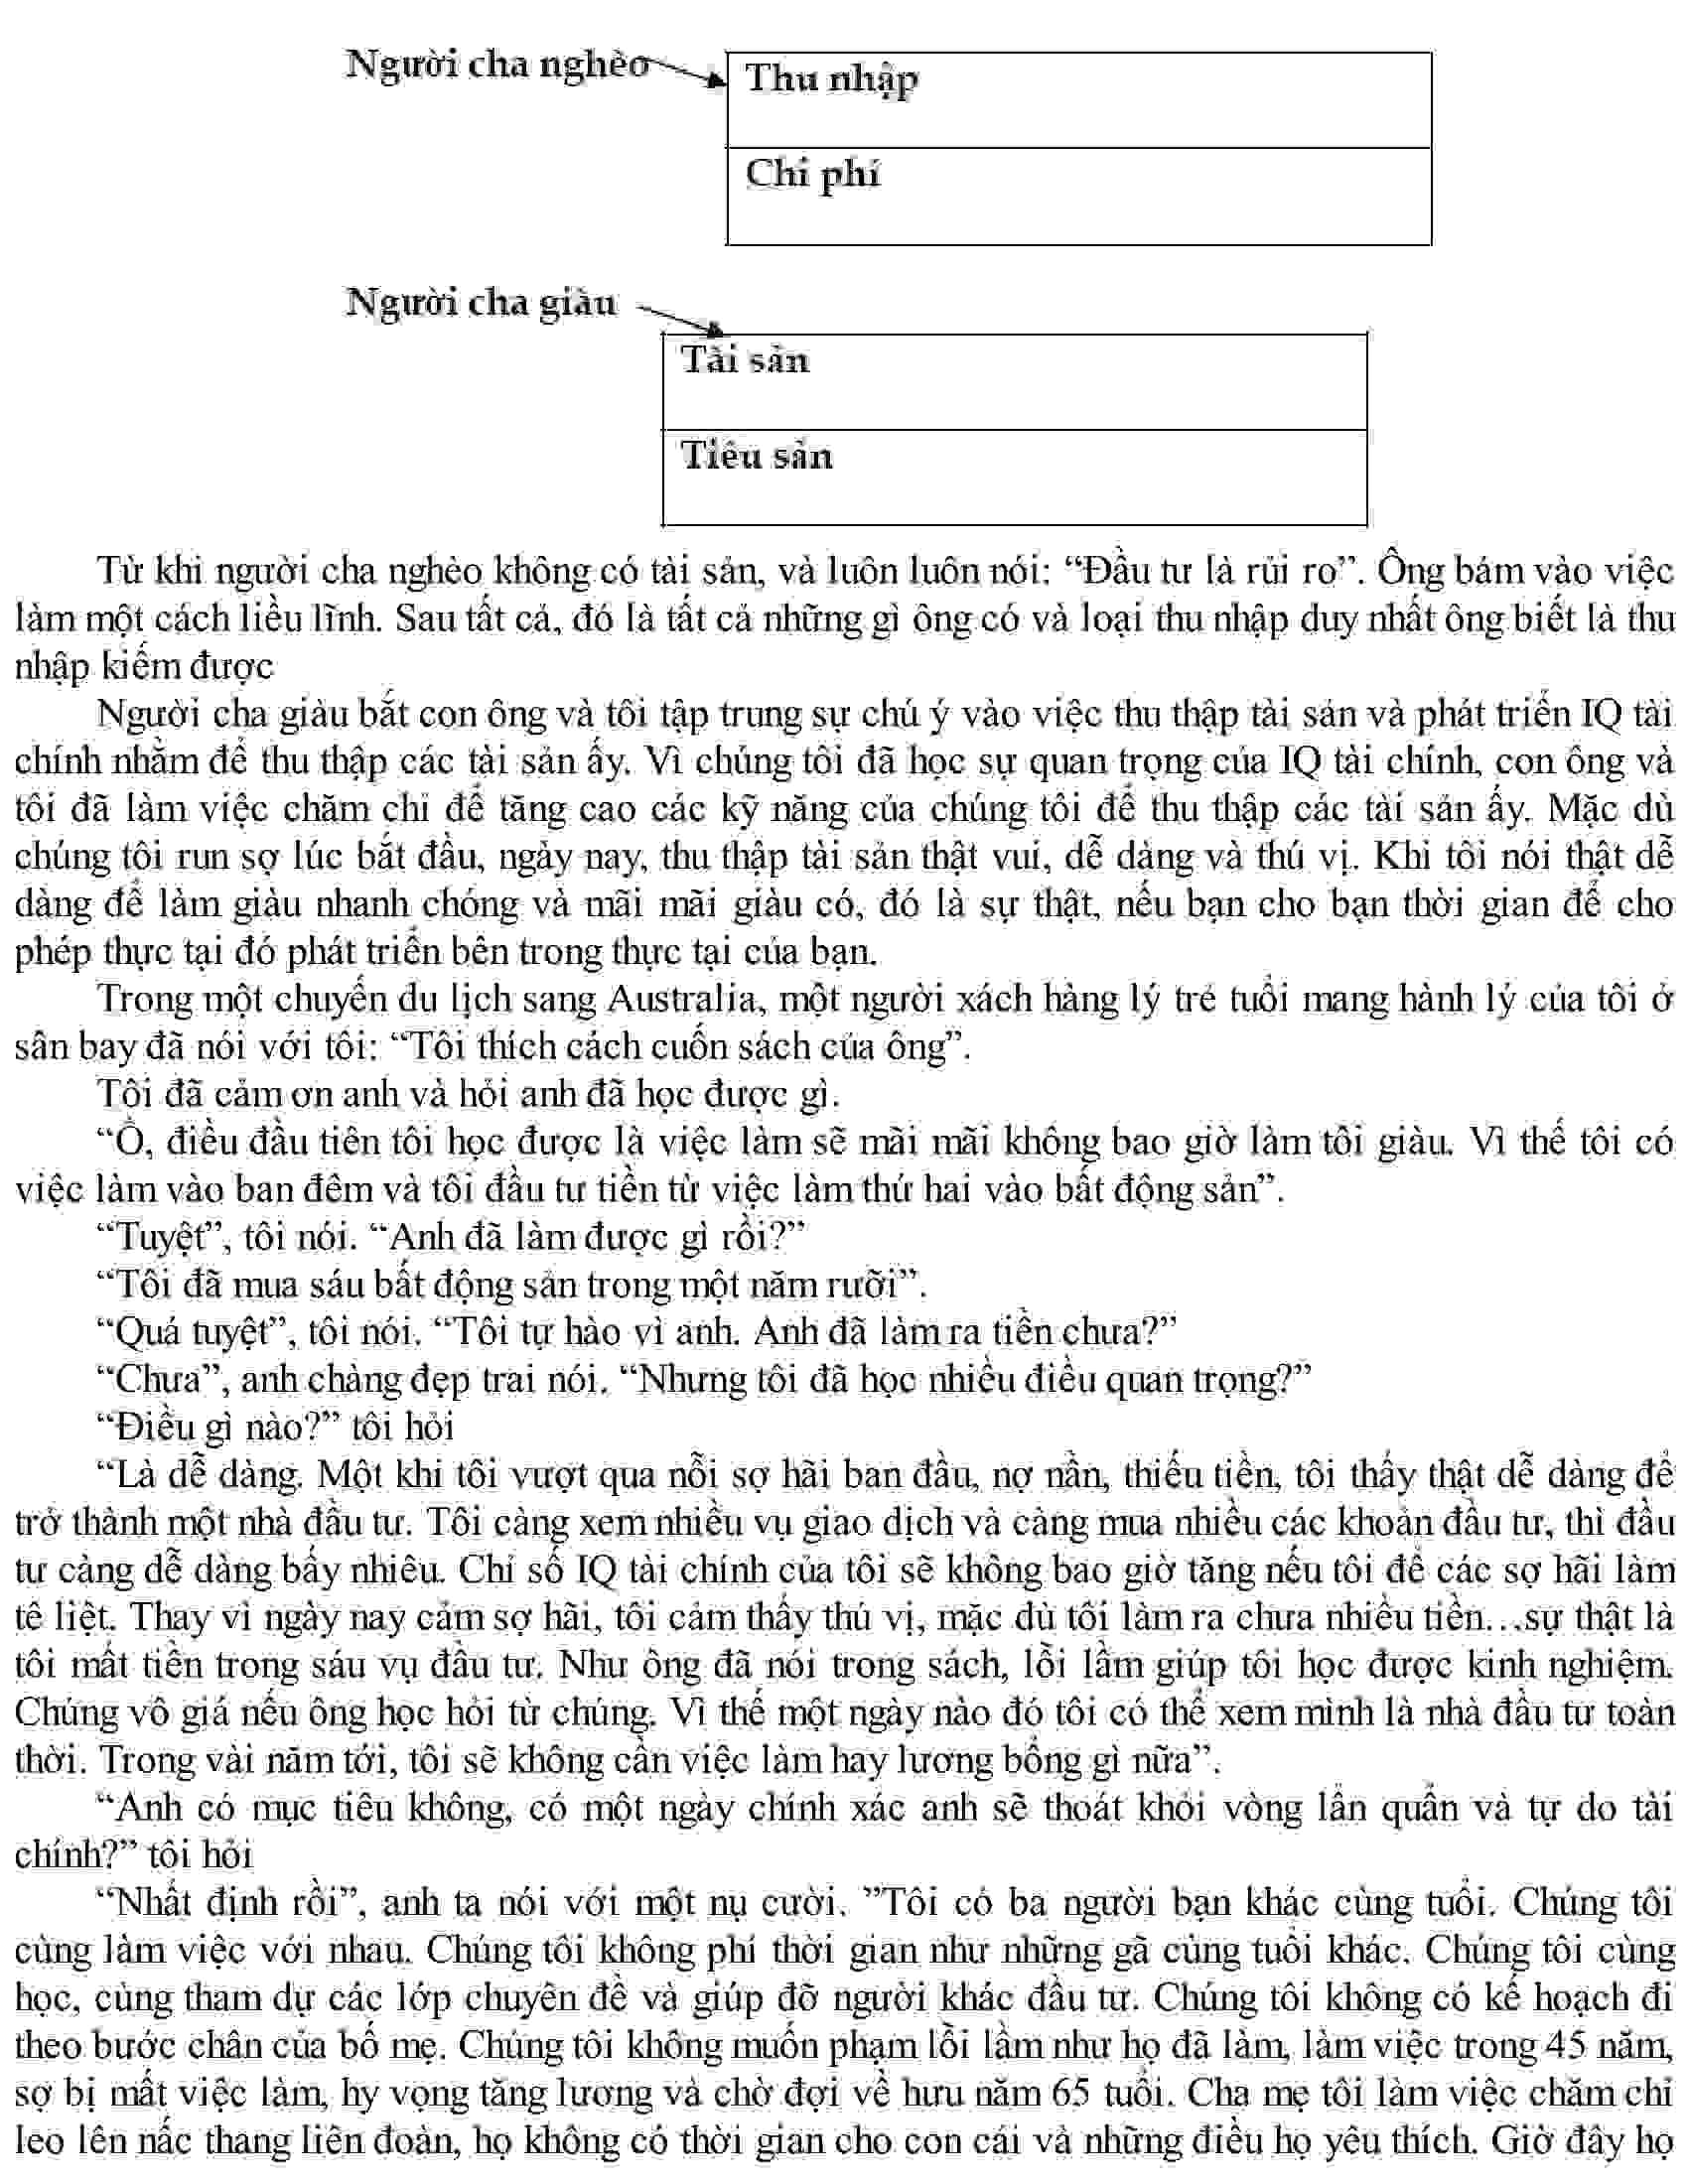 Người cha nghèo
Thu nhập
Chi phí
Người cha giàu
Tài sản
Tiêu sản
Từ khi người cha nghèo không có tài sản, và luôn luôn nói: “Đầu tư là rủi ro”. Ông bám vào việc
làm một cách liều lĩnh. Sau tất cả, đó là tất cả những gì ông có và loại thu nhập duy nhất ông biết là thu
nhập kiếm được
Người cha giàu bắt con ông và tôi tập trung sự chú ý vào việc thu thập tài sản và phát triển IQ tài
chính nhằm để thu thập các tài sản ấy. Vì chúng tôi đã học sự quan trọng của IQ tài chính, con ông và
tôi đã làm việc chăm chỉ để tăng cao các kỹ năng của chúng tôi để thu thập các tài sản ấy. Mặc dù
chúng tôi run sợ lúc bắt đầu, ngày nay, thu thập tài sản thật vui, dễ dàng và thú vị. Khi tôi nói thật dễ
dàng để làm giàu nhanh chóng và mãi mãi giàu có, đó là sự thật, nếu bạn cho bạn thời gian để cho
phép thực tại đó phát triển bên trong thực tại của bạn.
Trong một chuyến du lịch sang Australia, một người xách hàng lý trẻ tuổi mang hành lý của tôi ở
sân bay đã nói với tôi: “Tôi thích cách cuốn sách của ông”.
Tôi đã cảm ơn anh và hỏi anh đã học được gì.
“Ồ, điều đầu tiên tôi học được là việc làm sẽ mãi mãi không bao giờ làm tôi giàu. Vì thế tôi có
việc làm vào ban đêm và tôi đầu tư tiền từ việc làm thứ hai vào bất động sản”.
“Tuyệt”, tôi nói. “Anh đã làm được gì rồi?”
“Tôi đã mua sáu bất động sản trong một năm rưỡi”.
“Quá tuyệt”, tôi nói. “Tôi tự hào vì anh. Anh đã làm ra tiền chưa?”
“Chưa”, anh chàng đẹp trai nói. “Nhưng tôi đã học nhiều điều quan trọng?”
“Điều gì nào?” tôi hỏi
“Là dễ dàng. Một khi tôi vượt qua nỗi sợ hãi ban đầu, nợ nần, thiếu tiền, tôi thấy thật dễ dàng để
trở thành một nhà đầu tư. Tôi càng xem nhiều vụ giao dịch và càng mua nhiều các khoản đầu tư, thì đầu
tư càng dễ dàng bấy nhiêu. Chỉ số IQ tài chính của tôi sẽ không bao giờ tăng nếu tôi để các sợ hãi làm
tê liệt. Thay vì ngày nay cảm sợ hãi, tôi cảm thấy thú vị, mặc dù tôi làm ra chưa nhiều tiền…sự thật là
tôi mất tiền trong sáu vụ đầu tư. Như ông đã nói trong sách, lỗi lầm giúp tôi học được kinh nghiệm.
Chúng vô giá nếu ông học hỏi từ chúng. Vì thế một ngày nào đó tôi có thể xem mình là nhà đầu tư toàn
thời. Trong vài năm tới, tôi sẽ không cần việc làm hay lương bổng gì nữa”.
“Anh có mục tiêu không, có một ngày chính xác anh sẽ thoát khỏi vòng lẩn quẩn và tự do tài
chính?” tôi hỏi
“Nhất định rồi”, anh ta nói với một nụ cười. ”Tôi có ba người bạn khác cùng tuổi. Chúng tôi
cùng làm việc với nhau. Chúng tôi không phí thời gian như những gã cùng tuổi khác. Chúng tôi cùng
học, cùng tham dự các lớp chuyên đề và giúp đỡ người khác đầu tư. Chúng tôi không có kế hoạch đi
theo bước chân của bố mẹ. Chúng tôi không muốn phạm lỗi lầm như họ đã làm, làm việc trong 45 năm,
sợ bị mất việc làm, hy vọng tăng lương và chờ đợi về hưu năm 65 tuổi. Cha mẹ tôi làm việc chăm chỉ
leo lên nấc thang liên đoàn, họ không có thời gian cho con cái và những điều họ yêu thích. Giờ đây họ